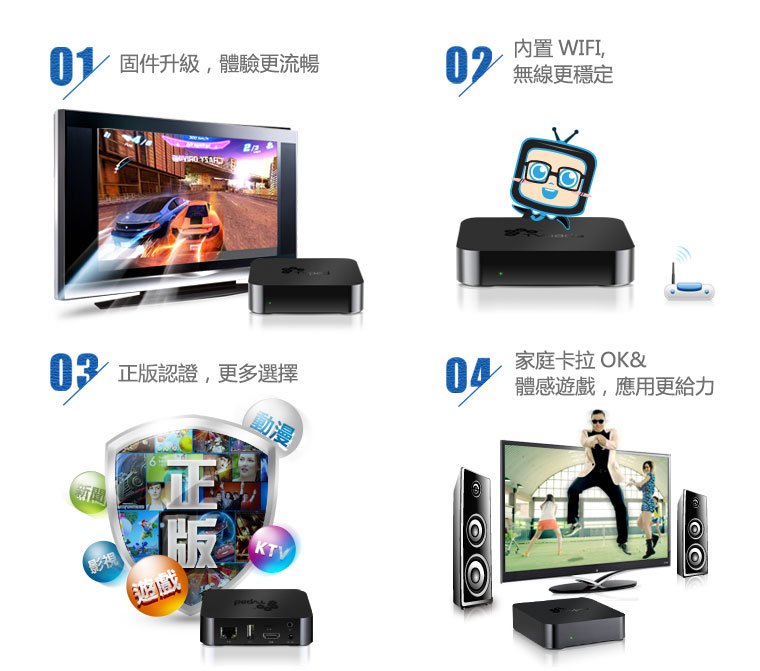 01
固件升級，體驗更流暢
02
內置 WIFI,
無線更穩定
03
正版認證，更多選擇
動漫
正版
新聞
影視
遊戲
KTV
04
家庭卡拉 OK&
體感遊戲，應用更給力